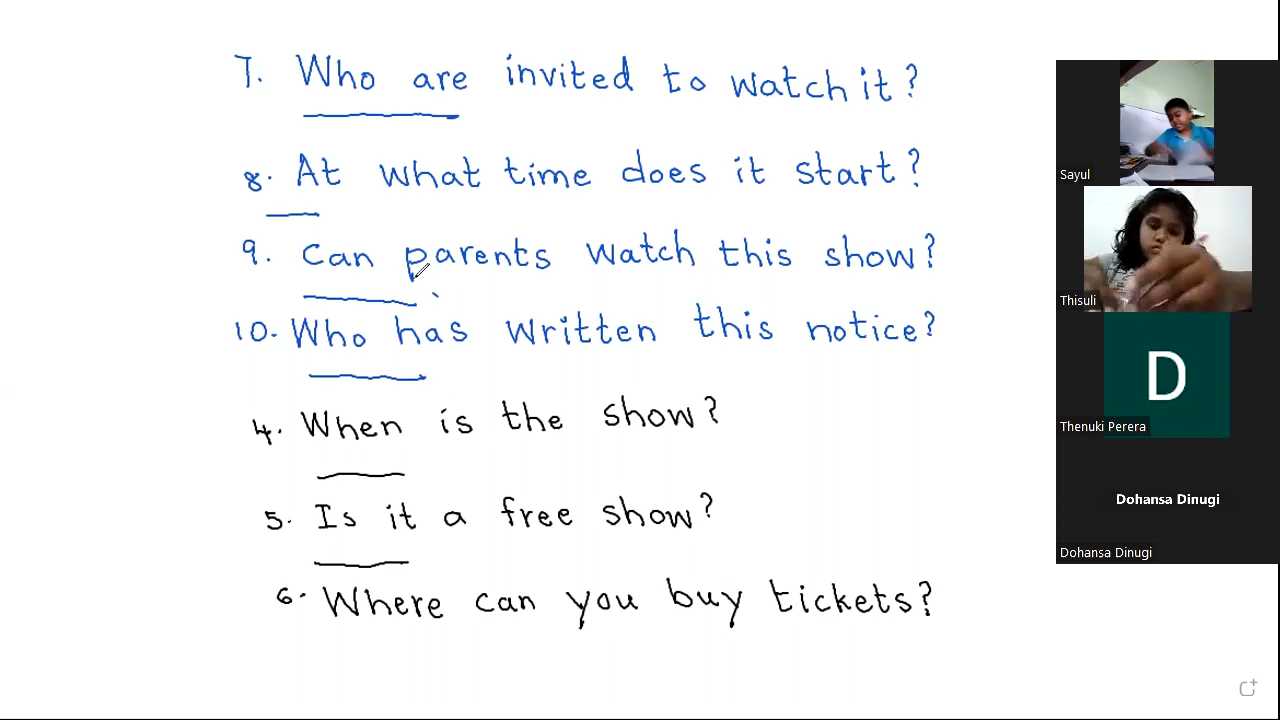 7. Who are invited to watch it?
8. At what time does it start?
9. Can parents watch this show?
10. Who has written this notice?
4. When is the show?
5. Is it a free show?
6. Where can you buy tickets?
Sayul
Thisuli
D
Thenuki Perera
Dohansa Dinugi
Dohansa Dinugi